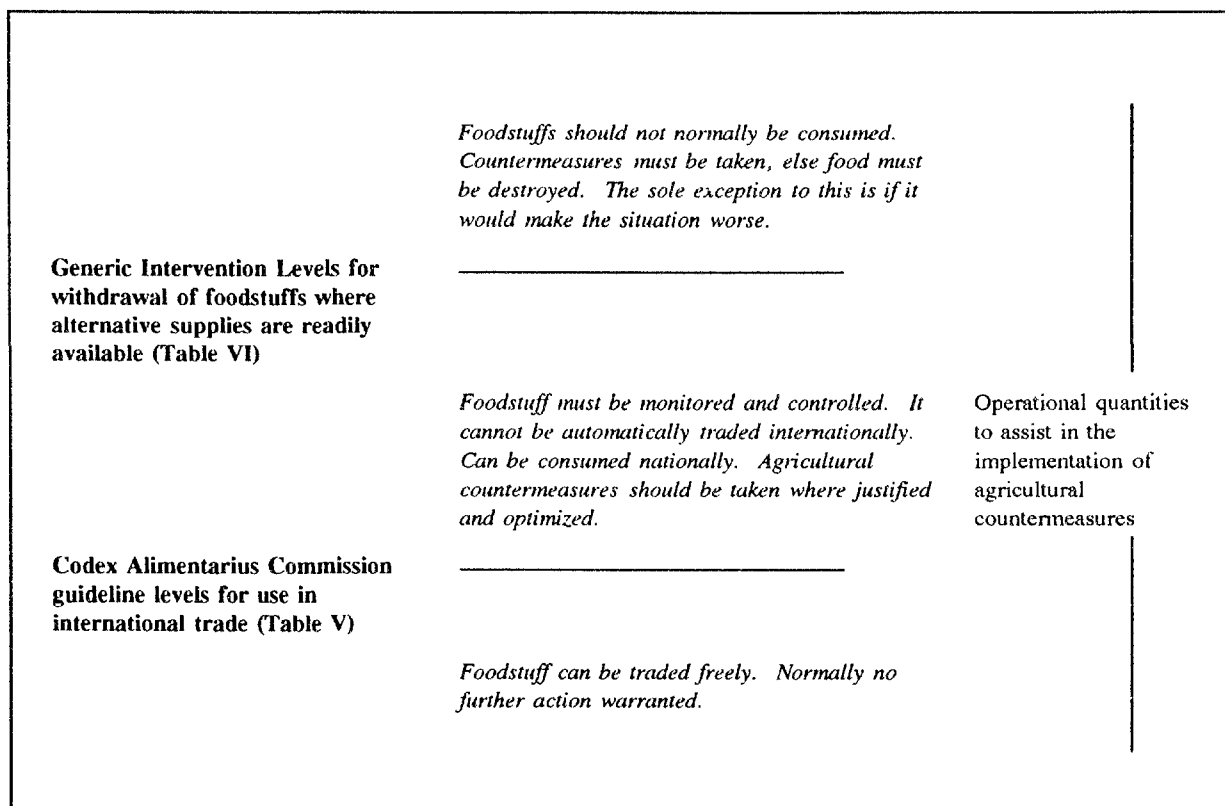 Foodstuffs should not normally be consumed.
Countermeasures must be taken, else food must
be destroyed. The sole exception to this is if it
would make the situation worse.
Generic Intervention Levels for
withdrawal of foodstuffs where
alternative supplies are readily
available (Table VI)
Foodstuff must be monitored and controlled. It
cannot be automatically traded internationally.
Can be consumed nationally. Agricultural
countermeasures should be taken where justified
and optimized.
Operational quantities
to assist in the
implementation of
agricultural
countermeasures
Codex Alimentarius Commission
guideline levels for use in
international trade (Table V)
Foodstuff can be traded freely. Normally no
further action warranted.